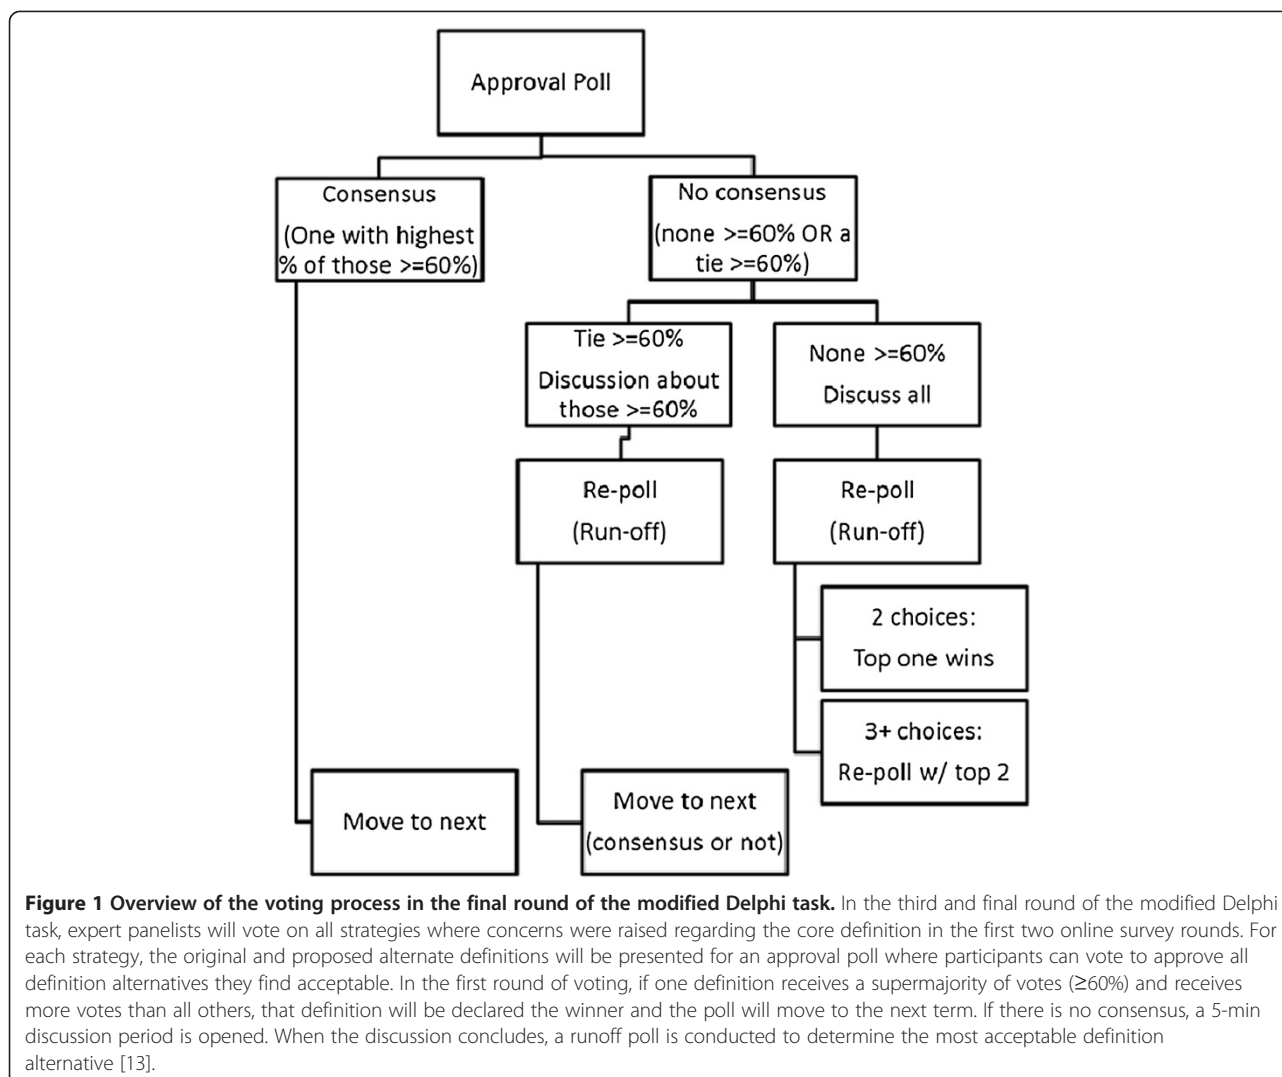 Approval Poll
Consensus
(One with highest
% of those >=60%)
No consensus
(none >=60% OR a
tie >=60%)
Tie >=60%
Discussion about
those >=60%
None >=60%
Discuss all
Re-poll
(Run-off)
Re-poll
(Run-off)
2 choices:
Top one wins
3+ choices:
Re-poll w/ top 2
Move to next
Move to next
(consensus or not)
Figure 1 Overview of the voting process in the final round of the modified Delphi task. In the third and final round of the modified Delphi
task, expert panelists will vote on all strategies where concerns were raised regarding the core definition in the first two online survey rounds. For
each strategy, the original and proposed alternate definitions will be presented for an approval poll where participants can vote to approve all
definition alternatives they find acceptable. In the first round of voting, if one definition receives a supermajority of votes (≥60%) and receives
more votes than all others, that definition will be declared the winner and the poll will move to the next term. If there is no consensus, a 5-min
discussion period is opened. When the discussion concludes, a runoff poll is conducted to determine the most acceptable definition
alternative [13].